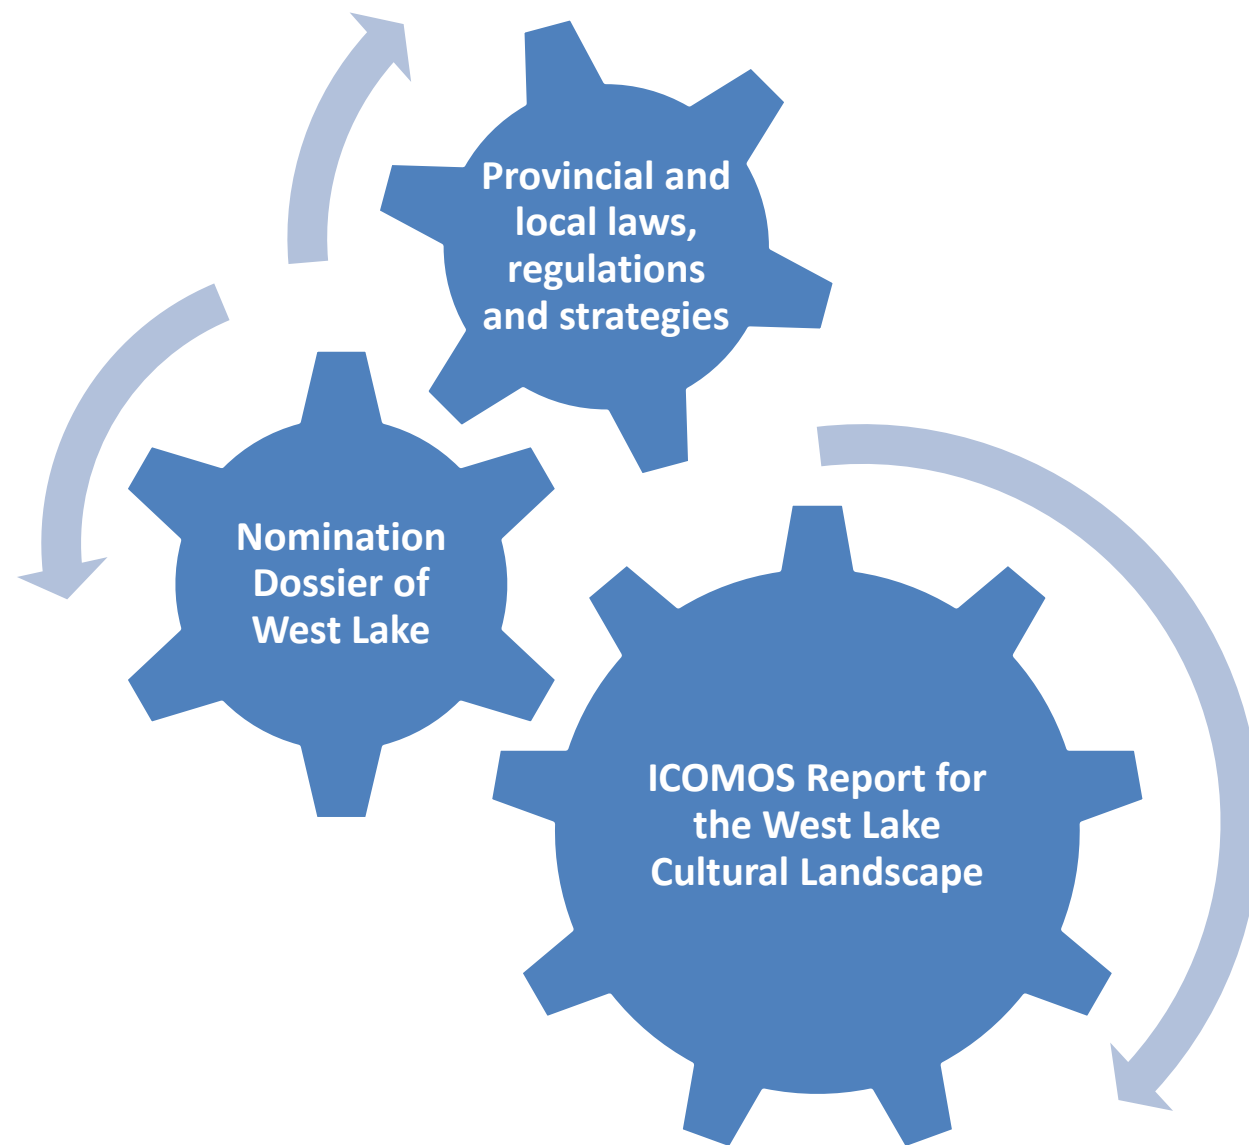 Provincial and
local laws,
regulations
and strategies
Nomination
Dossier of
West Lake
ICOMOS Report for
the West Lake
Cultural Landscape